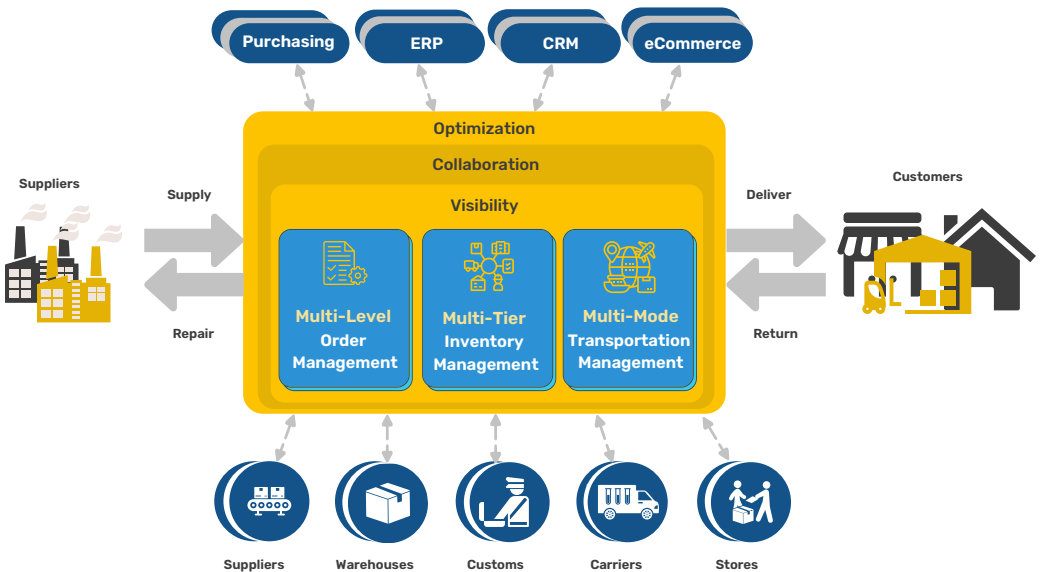 Purchasing
ERP
CRM
eCommerce
Optimization
Collaboration
Visibility
Suppliers
Supply
Repair
Multi-Level
Order
Management
Multi-Tier
Inventory
Management
Multi-Mode
Transportation
Management
Deliver
Return
Customers
Suppliers
Warehouses
Customs
Carriers
Stores